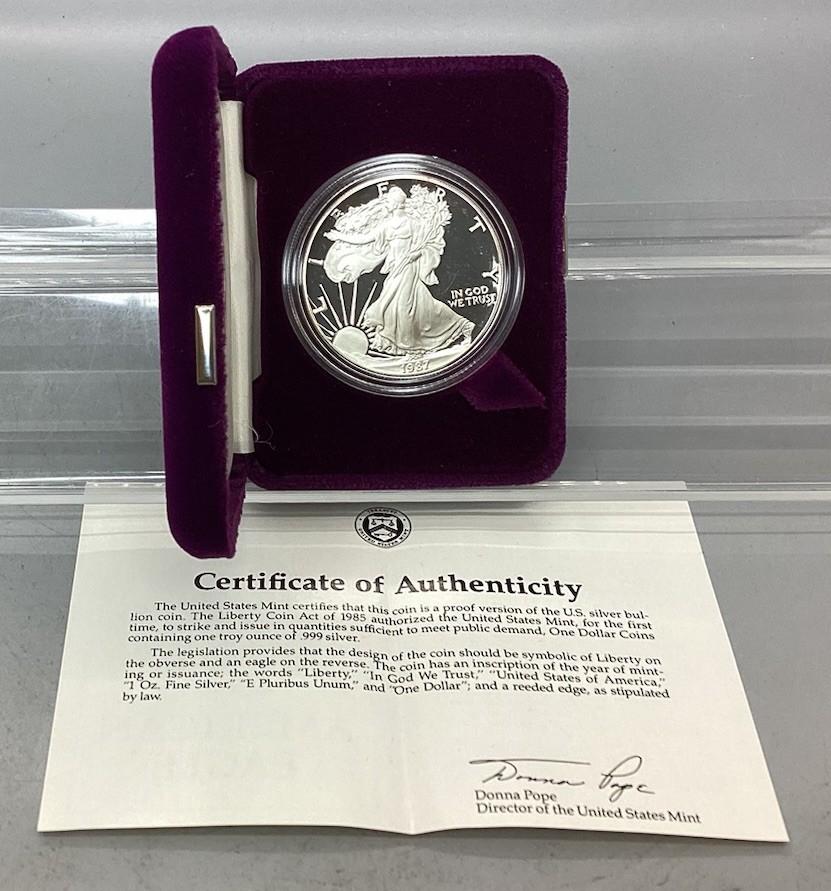 LIBERTY
IN GOD
WE TRUST
1987
Certificate of Authenticity
The United States Mint certifies that this coin is a proof version of the U.S. silver bul-
lion coin. The Liberty Coin Act of 1985 authorized the United States Mint, for the first
time, to strike and issue in quantities sufficient to meet public demand, One Dollar Coins
containing one troy ounce of .999 silver.
The legislation provides that the design of the coin should be symbolic of Liberty on
the obverse and an eagle on the reverse. The coin has an inscription of the year of mint-
ing or issuance; the words "Liberty," "In God We Trust," "United States of America,"
"1 Oz. Fine Silver," "E Pluribus Unum," and "One Dollar"; and a reeded edge, as stipulated
by law.
Donna Pope
Donna Pope
Director of the United States Mint